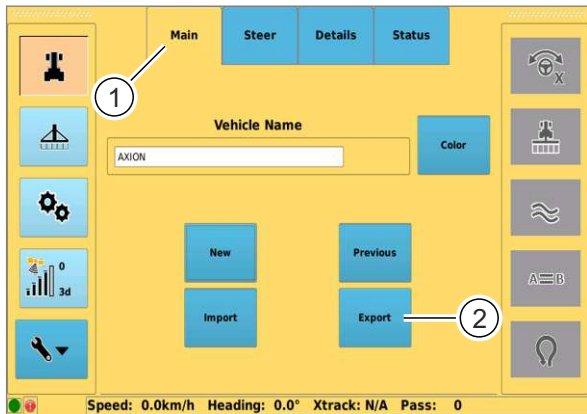 Main Steer Details Status
1
Vehicle Name
AXION
Color
X
0
3d
New Previous
A B
Import Export
2
Speed: 0.0km/h Heading: 0.0° Xtrack: N/A Pass: 0